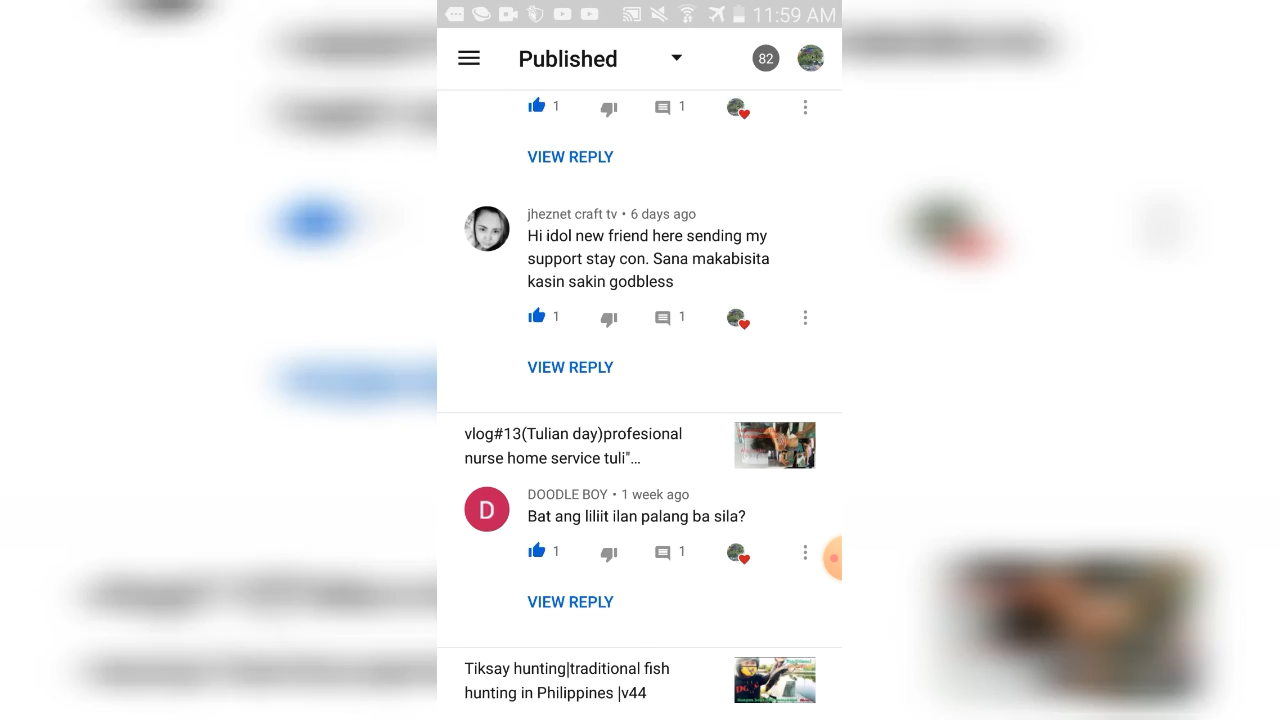 11:59 AM
Published
82
1
1
VIEW REPLY
jheznet craft tv • 6 days ago
Hi idol new friend here sending my
support stay con. Sana makabisita
kasin sakin godbless
1
1
VIEW REPLY
vlog#13(Tulian day)profesional
nurse home service tuli"...
D
DOODLE BOY • 1 week ago
Bat ang liliit ilan palang ba sila?
1
1
VIEW REPLY
Tiksay hunting|traditional fish
hunting in Philippines |v44